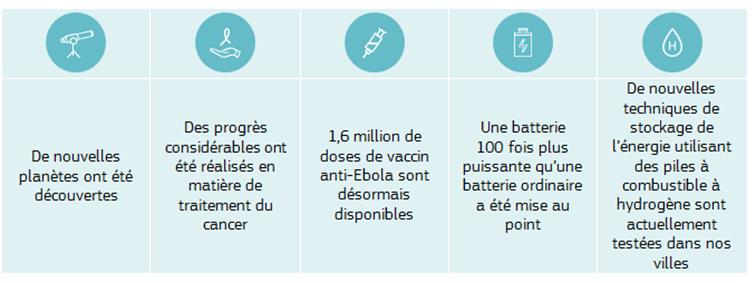 H
De nouvelles
planètes ont été
découvertes
Des progrès
considérables ont
été réalisés en
matière de
traitement du
cancer
1,6 million de
doses de vaccin
anti-Ebola sont
désormais
disponibles
Une batterie
100 fois plus
puissante qu’une
batterie ordinaire
a été mise au
point
De nouvelles
techniques de
stockage de
l’énergie utilisant
des piles à
combustible à
hydrogène sont
actuellement
testées dans nos
villes